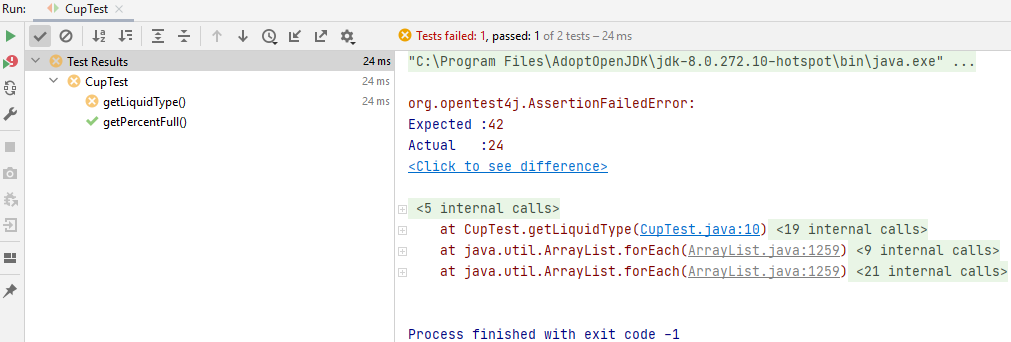 Run: CupTest
Tests failed: 1, passed: 1 of 2 tests – 24 ms
Test Results 24 ms
CupTest 24 ms
getLiquidType() 24 ms
getPercentFull()
"C:\Program Files\AdoptOpenJDK\jdk-8.0.272.10-hotspot\bin\java.exe" ...
org.opentest4j.AssertionFailedError:
Expected :42
Actual   :24
<Click to see difference>
<5 internal calls>
at CupTest.getLiquidType(CupTest.java:10) <19 internal calls>
at java.util.ArrayList.forEach(ArrayList.java:1259) <9 internal calls>
at java.util.ArrayList.forEach(ArrayList.java:1259) <21 internal calls>
Process finished with exit code -1